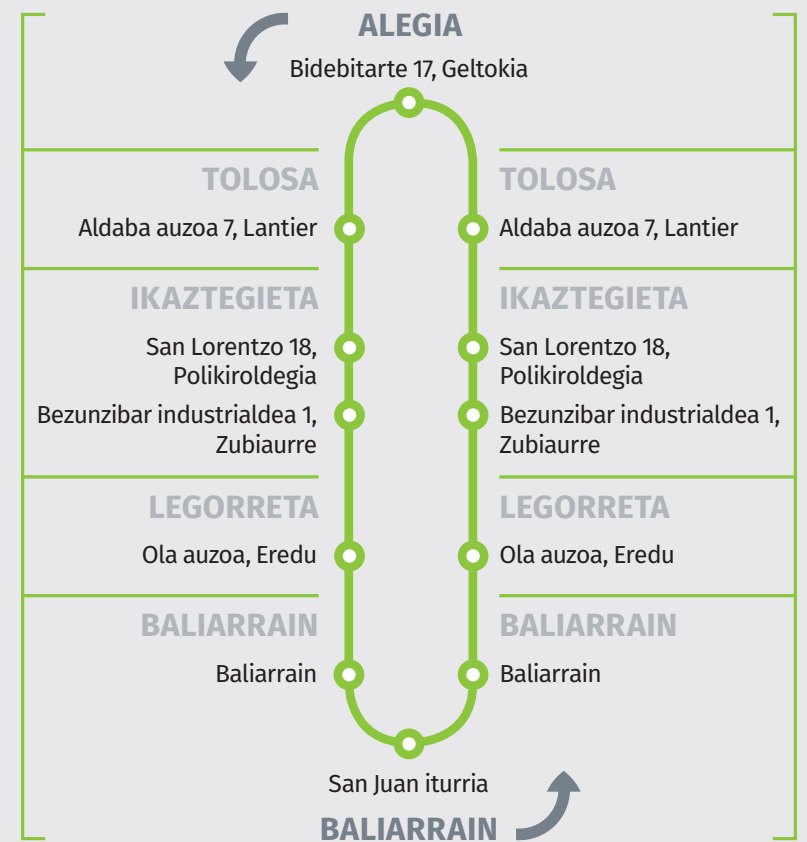 ALEGIA
Bidebitarte 17, Geltokia
TOLOSA
Aldaba auzoa 7, Lantier
IKAZTEGIETA
San Lorentzo 18,
Polikiroldegia
Bezunzibar industrialdea 1,
Zubiaurre
LEGORRETA
Ola auzoa, Eredu
BALIARRAIN
Baliarrain
TOLOSA
Aldaba auzoa 7, Lantier
IKAZTEGIETA
San Lorentzo 18,
Polikiroldegia
Bezunzibar industrialdea 1,
Zubiaurre
LEGORRETA
Ola auzoa, Eredu
BALIARRAIN
Baliarrain
San Juan iturria
BALIARRAIN